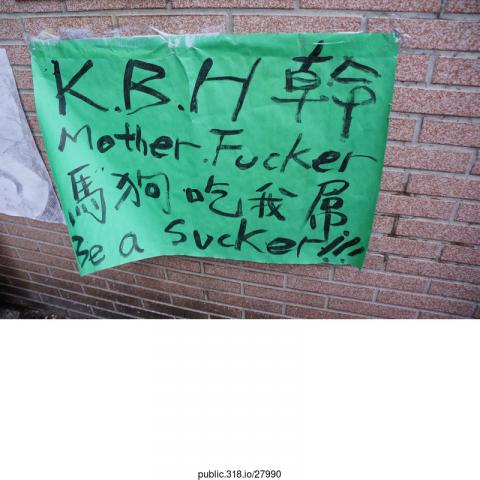 K.B.H 幹
Mother.Fucker
馬狗吃我屌
Be a sucker!!!
public.318.io/27990